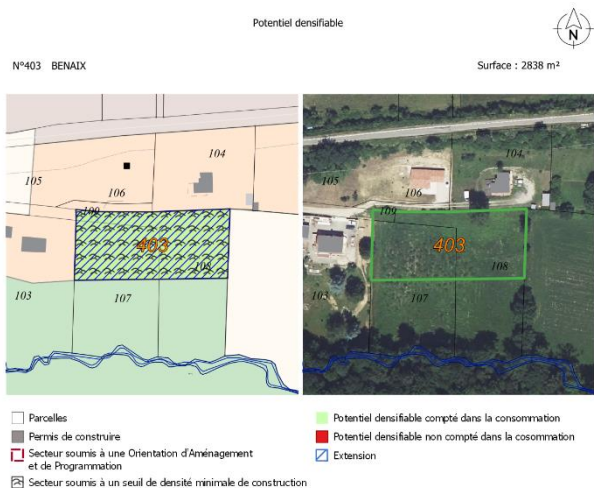 Potentiel densifiable
N
N°403 BENAIX
Surface : 2838 m²
104
105
106
109
403
108
103
107
104
105
106
109
403
108
103
107
Parcelles
Permis de construire
Secteur soumis à une Orientation d'Aménagement
et de Programmation
Secteur soumis à un seuil de densité minimale de construction
Potentiel densifiable compté dans la consommation
Potentiel densifiable non compté dans la cosommation
Extension